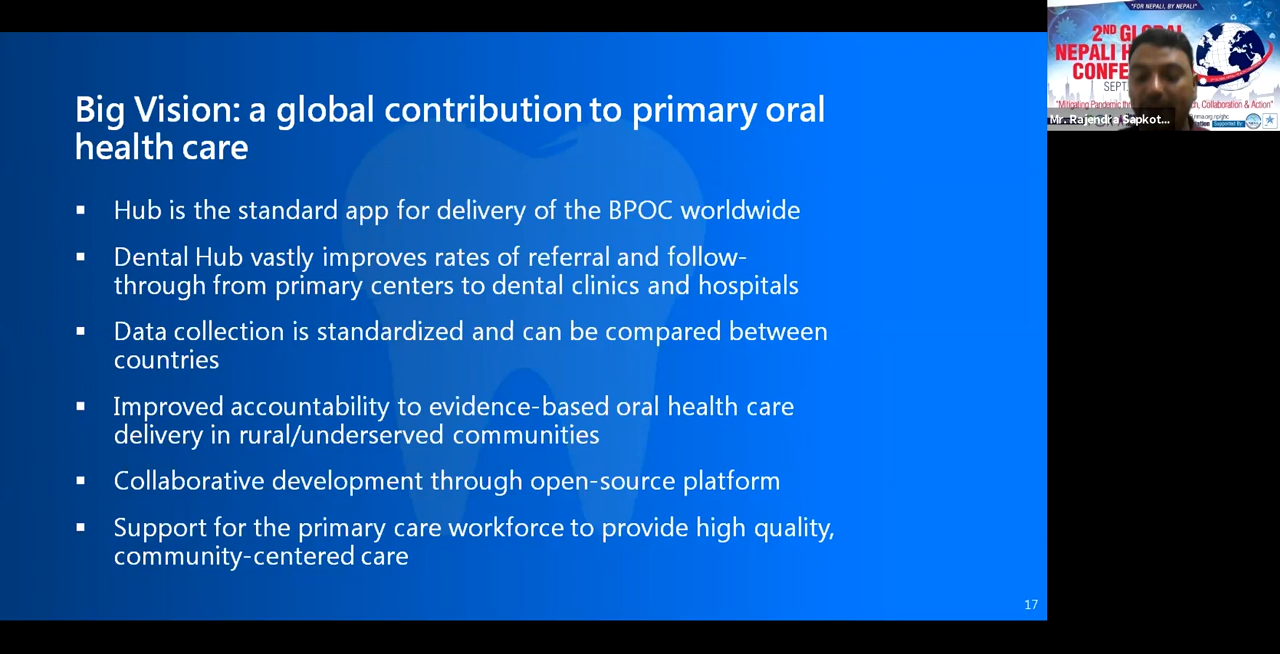 Big Vision: a global contribution to primary oral
health care
▪ Hub is the standard app for delivery of the BPOC worldwide
▪ Dental Hub vastly improves rates of referral and follow-
through from primary centers to dental clinics and hospitals
▪ Data collection is standardized and can be compared between
countries
▪ Improved accountability to evidence-based oral health care
delivery in rural/underserved communities
▪ Collaborative development through open-source platform
▪ Support for the primary care workforce to provide high quality,
community-centered care
17
"FOR NEPALI, BY NEPALI"
2ND
NEPALI
SEPT
"Mitigating Pandemic Collaboration & Action"
Supported By:
Mr. Rajendra Sapkot...